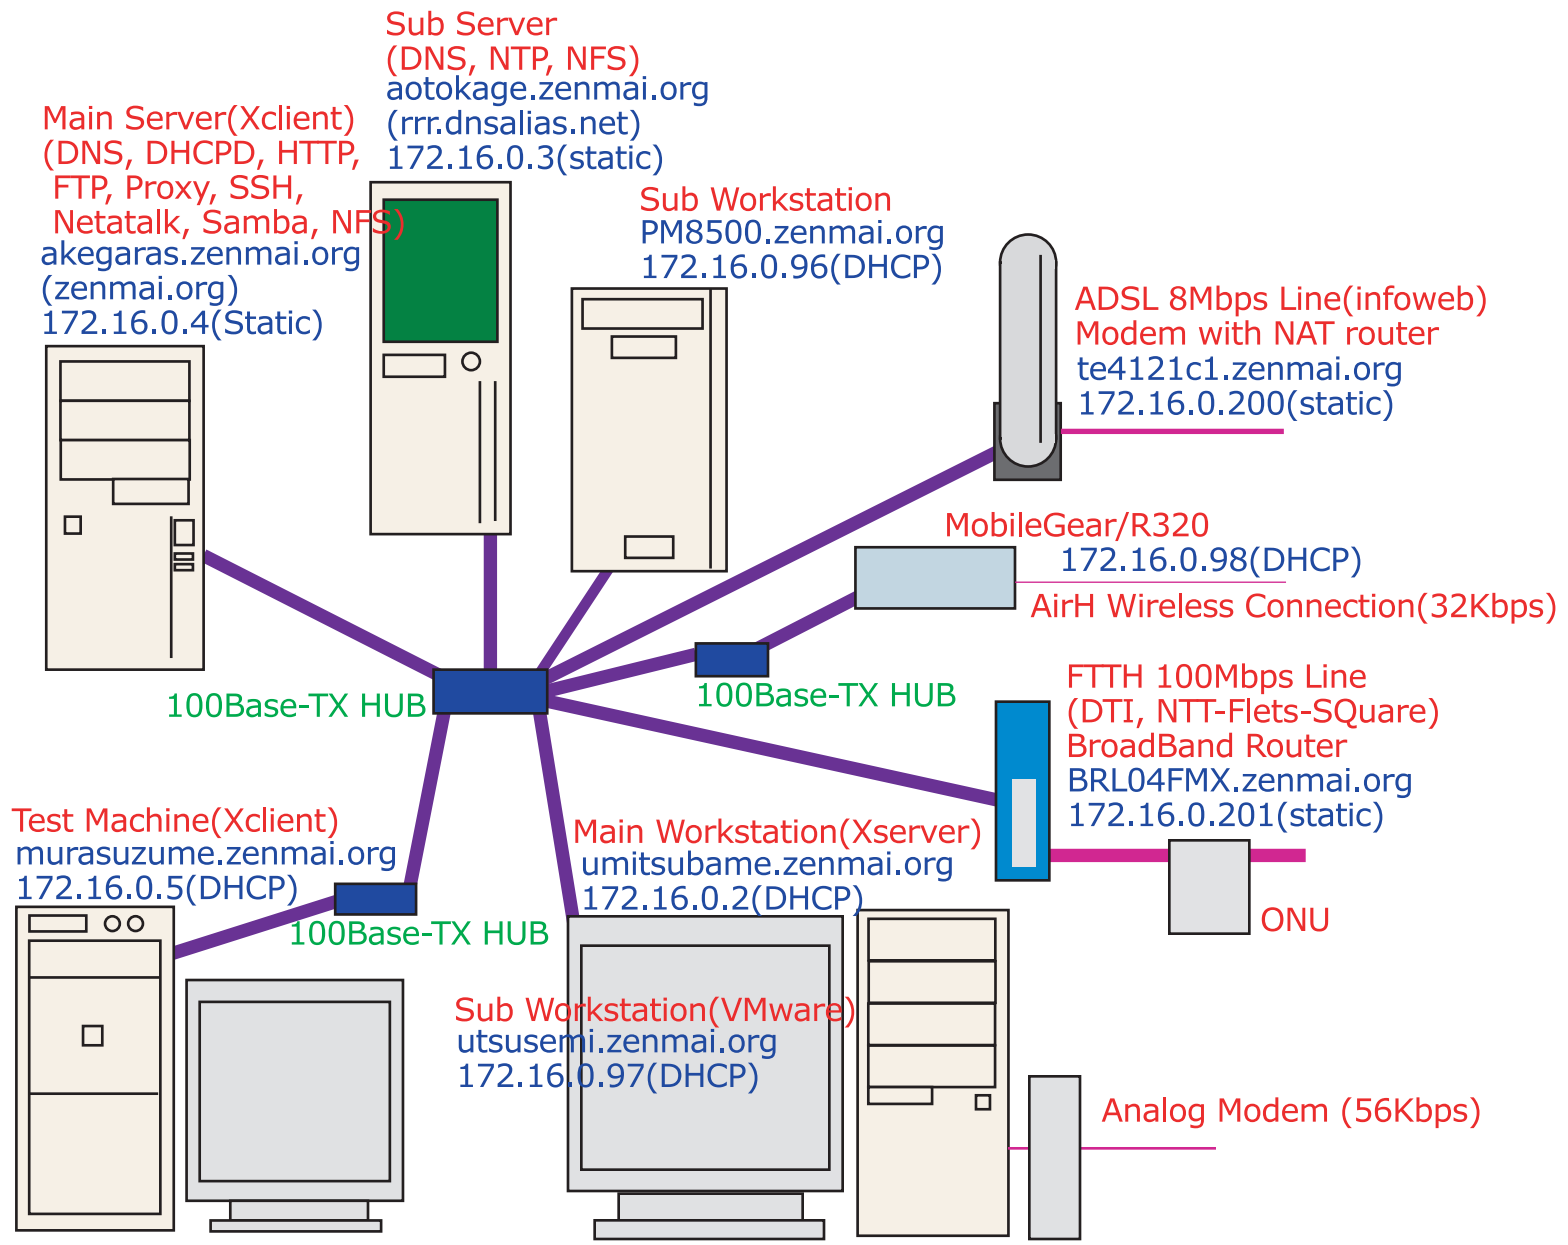 Sub Server
(DNS, NTP, NFS)
aotokage.zenmai.org
(rrr.dnsalias.net)
172.16.0.3(static)
Main Server(Xclient)
(DNS, DHCPD, HTTP,
FTP, Proxy, SSH,
Netatalk, Samba, NFS)
akegaras.zenmai.org
(zenmai.org)
172.16.0.4(Static)
Sub Workstation
PM8500.zenmai.org
172.16.0.96(DHCP)
ADSL 8Mbps Line(infoweb)
Modem with NAT router
te4121c1.zenmai.org
172.16.0.200(static)
MobileGear/R320
172.16.0.98(DHCP)
AirH Wireless Connection(32Kbps)
100Base-TX HUB
100Base-TX HUB
FTTH 100Mbps Line
(DTI, NTT-Flets-SQuare)
BroadBand Router
BRL04FMX.zenmai.org
172.16.0.201(static)
ONU
Test Machine(Xclient)
murasuzume.zenmai.org
172.16.0.5(DHCP)
100Base-TX HUB
Main Workstation(Xserver)
umitsubame.zenmai.org
172.16.0.2(DHCP)
Sub Workstation(VMware)
utsusemi.zenmai.org
172.16.0.97(DHCP)
Analog Modem (56Kbps)